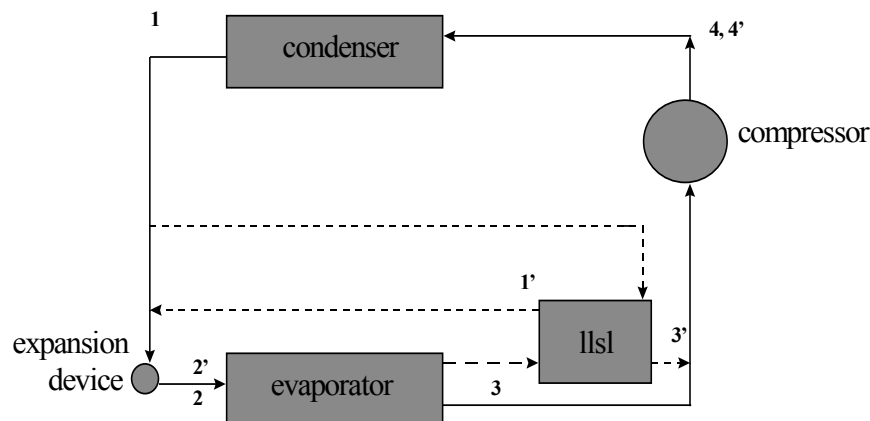 1
condenser
4, 4’
compressor
1’
llsl
3’
expansion
device
2’
2
evaporator
3